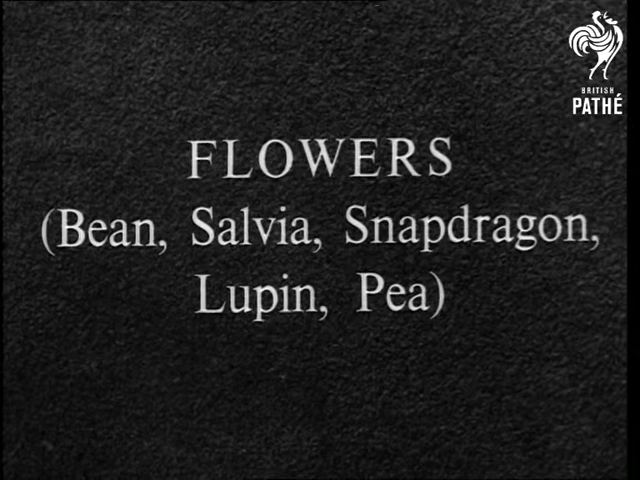 BRITISH
PATHÉ
FLOWERS
(Bean, Salvia, Snapdragon,
Lupin, Pea)